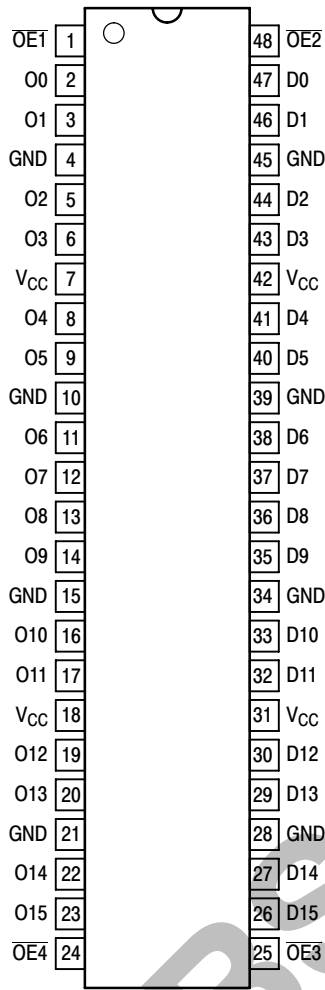 O̅E̅1̅ 1 48 O̅E̅2̅
O0 2 47 D0
O1 3 46 D1
GND 4 45 GND
O2 5 44 D2
O3 6 43 D3
VCC 7 42 VCC
O4 8 41 D4
O5 9 40 D5
GND 10 39 GND
O6 11 38 D6
O7 12 37 D7
O8 13 36 D8
O9 14 35 D9
GND 15 34 GND
O10 16 33 D10
O11 17 32 D11
VCC 18 31 VCC
O12 19 30 D12
O13 20 29 D13
GND 21 28 GND
O14 22 27 D14
O15 23 26 D15
O̅E̅4̅ 24 25 O̅E̅3̅